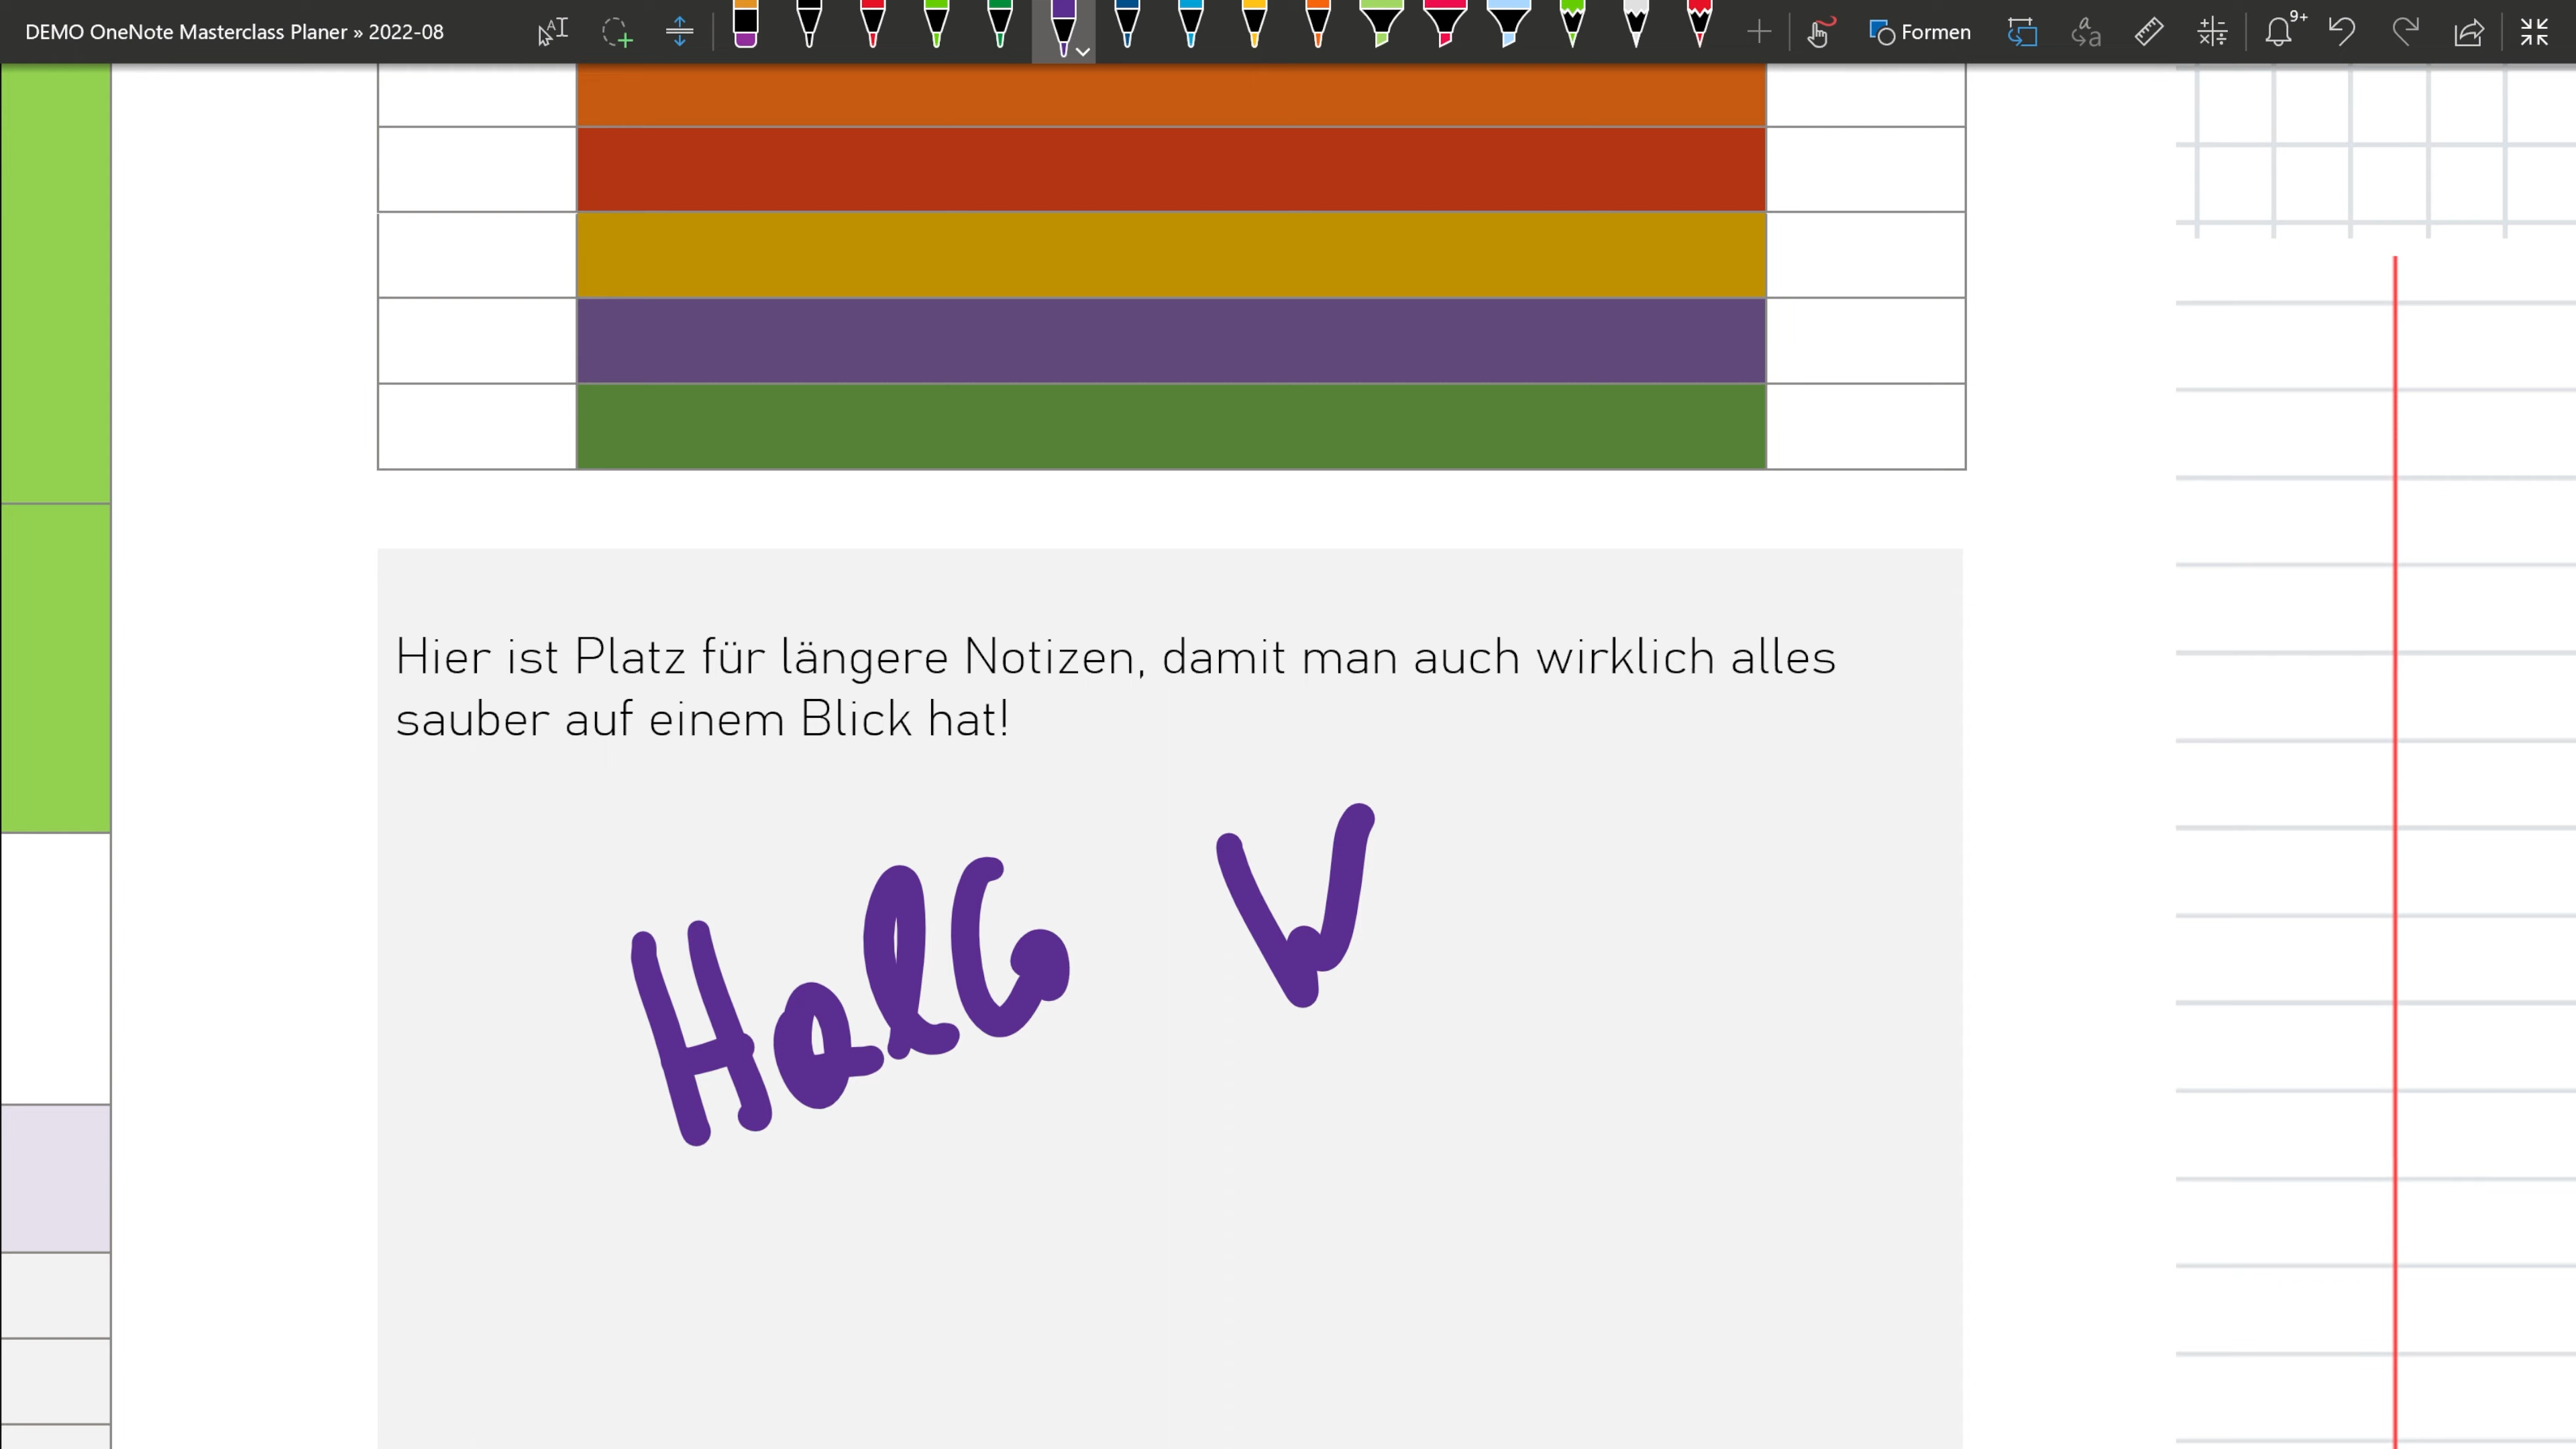 DEMO OneNote Masterclass Planer » 2022-08
Formen
9+
Hier ist Platz für längere Notizen, damit man auch wirklich alles
sauber auf einem Blick hat!
Hallo W